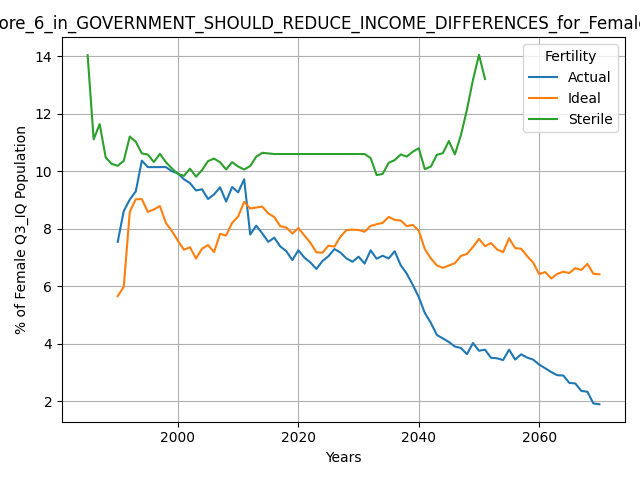 ore_6_in_GOVERNMENT_SHOULD_REDUCE_INCOME_DIFFERENCES_for_Female
14
12
10
8
6
4
2
% of Female Q3_IQ Population
Fertility
Actual
Ideal
Sterile
2000
2020
2040
2060
Years